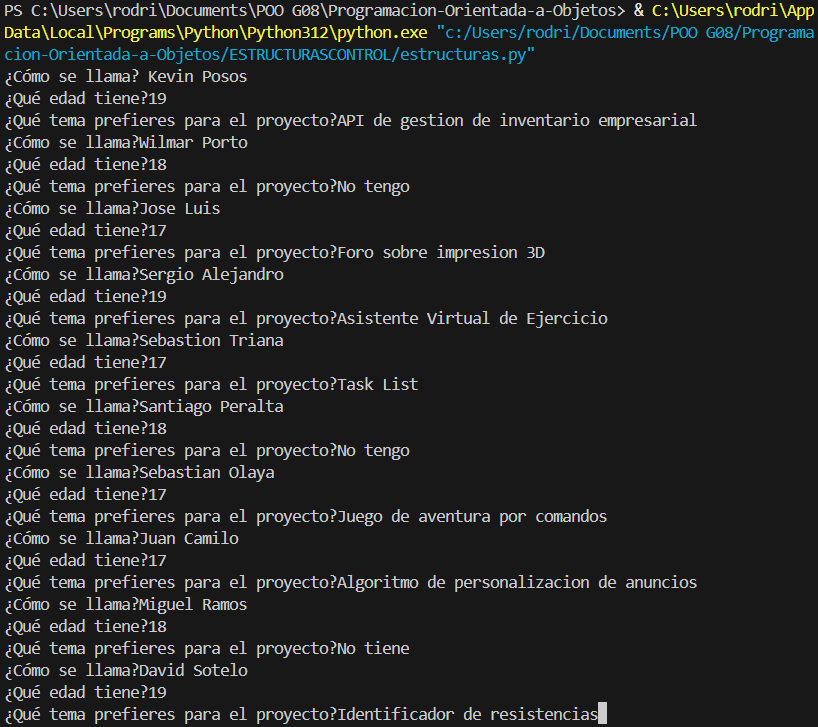 PS C:\Users\rodri\Documents\POO G08\Programacion-Orientada-a-Objetos> & C:\Users\rodri\App
Data\Local\Programs\Python\Python312\python.exe "c:/Users/rodri/Documents/POO G08/Programa
cion-Orientada-a-Objetos/ESTRUCTURASCONTROL/estructuras.py"
¿Cómo se llama? Kevin Posos
¿Qué edad tiene?19
¿Qué tema prefieres para el proyecto?API de gestion de inventario empresarial
¿Cómo se llama?Wilmar Porto
¿Qué edad tiene?18
¿Qué tema prefieres para el proyecto?No tengo
¿Cómo se llama?Jose Luis
¿Qué edad tiene?17
¿Qué tema prefieres para el proyecto?Foro sobre impresion 3D
¿Cómo se llama?Sergio Alejandro
¿Qué edad tiene?19
¿Qué tema prefieres para el proyecto?Asistente Virtual de Ejercicio
¿Cómo se llama?Sebastion Triana
¿Qué edad tiene?17
¿Qué tema prefieres para el proyecto?Task List
¿Cómo se llama?Santiago Peralta
¿Qué edad tiene?18
¿Qué tema prefieres para el proyecto?No tengo
¿Cómo se llama?Sebastian Olaya
¿Qué edad tiene?17
¿Qué tema prefieres para el proyecto?Juego de aventura por comandos
¿Cómo se llama?Juan Camilo
¿Qué edad tiene?17
¿Qué tema prefieres para el proyecto?Algoritmo de personalizacion de anuncios
¿Cómo se llama?Miguel Ramos
¿Qué edad tiene?18
¿Qué tema prefieres para el proyecto?No tiene
¿Cómo se llama?David Sotelo
¿Qué edad tiene?19
¿Qué tema prefieres para el proyecto?Identificador de resistencias